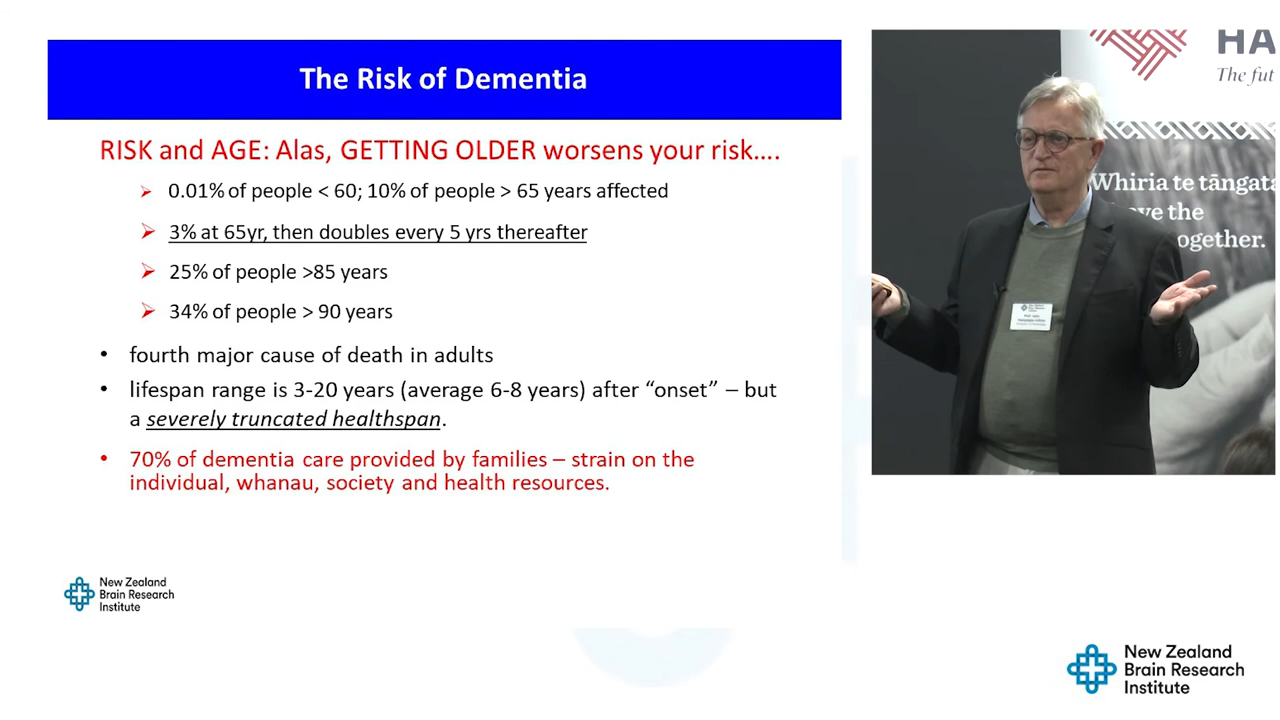 The Risk of Dementia
RISK and AGE: Alas, GETTING OLDER worsens your risk....
0.01% of people < 60; 10% of people > 65 years affected
3% at 65yr, then doubles every 5 yrs thereafter
25% of people >85 years
34% of people > 90 years
• fourth major cause of death in adults
• lifespan range is 3-20 years (average 6-8 years) after “onset” – but
a severely truncated healthspan.
• 70% of dementia care provided by families – strain on the
individual, whanau, society and health resources.
New Zealand
Brain Research
Institute
HA
The fut
Whiria te tāngata
the
ogether.
New Zealand
Brain Research
Institute